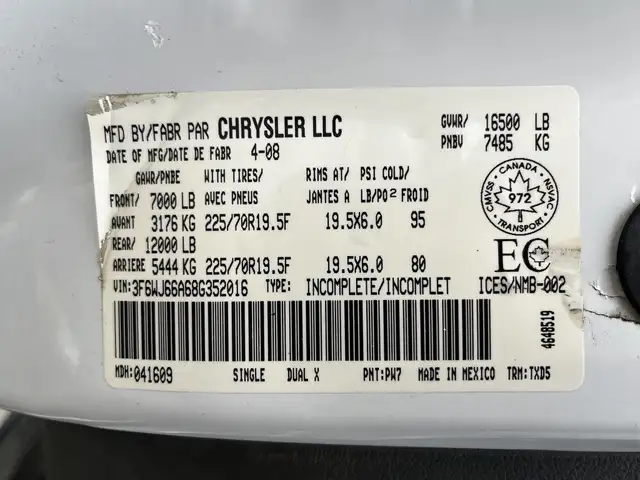 MFD BY/FABR PAR CHRYSLER LLC GVWR/ 16500 LB
DATE OF MFG/DATE DE FABR 4-08 PNBV 7485 KG
GAWR/PNBE WITH TIRES/ RIMS AT/ PSI COLD/
FRONT/ 7000 LB AVEC PNEUS JANTES A LB/PO2 FROID
AVANT 3176 KG 225/70R19.5F 19.5X6.0 95
REAR/ 12000 LB
ARRIERE 5444 KG 225/70R19.5F 19.5X6.0 80
CANADA
CMVSS 972 NSVAC
TRANSPORT
EC
VIN: 3F6WJ66A68G352016 TYPE: INCOMPLETE/INCOMPLET ICES/NMB-002
4648519
MDH: 041609 SINGLE DUAL X PNT: PW7 MADE IN MEXICO TRM: TXD5